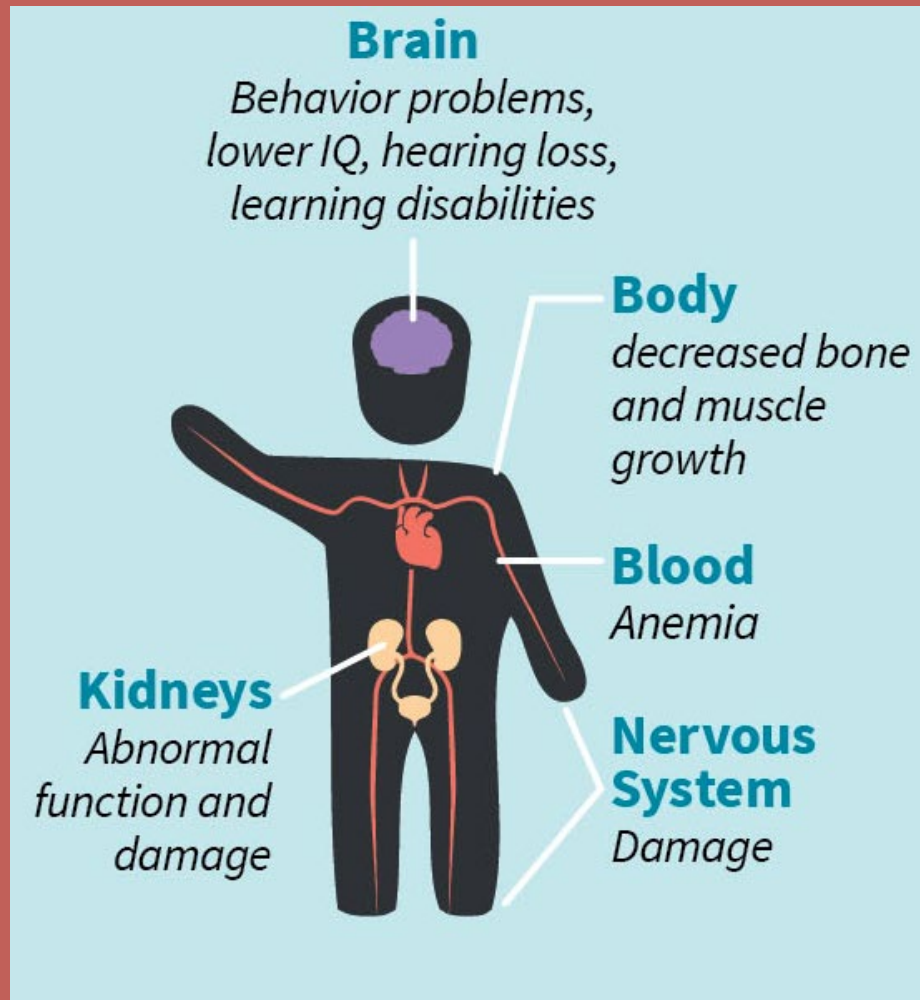 Brain
Behavior problems,
lower IQ, hearing loss,
learning disabilities
Body
decreased bone
and muscle
growth
Blood
Anemia
Kidneys
Abnormal
function and
damage
Nervous
System
Damage